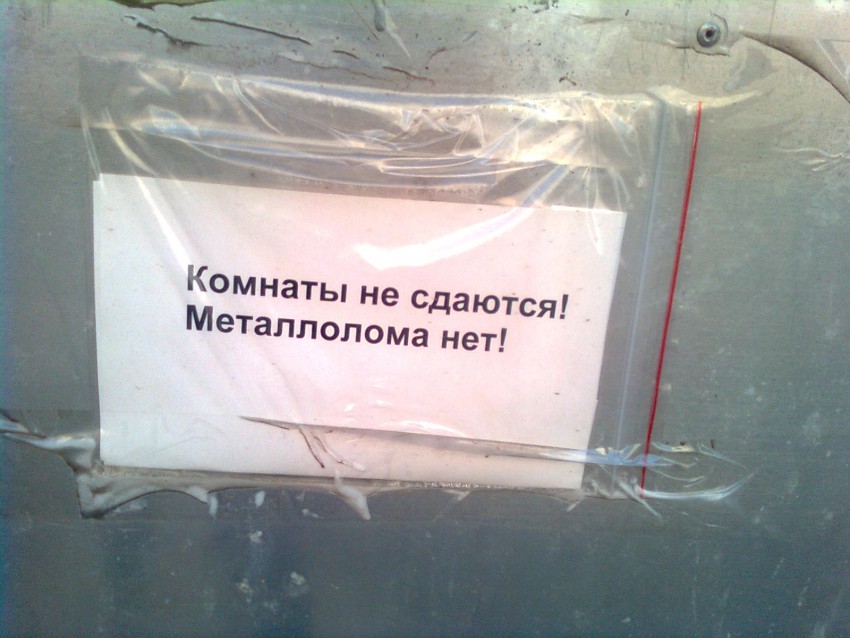 Комнаты не сдаются!
Металлолома нет!